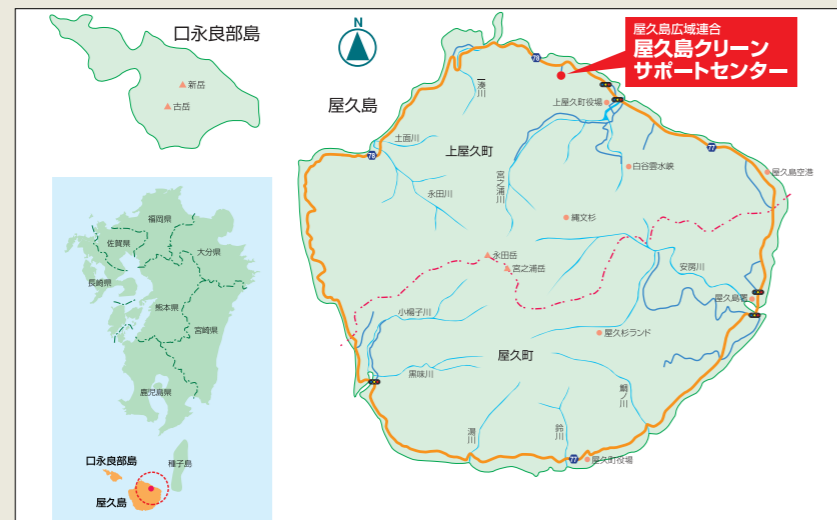 口永良部島
新岳
古岳
N
屋久島広域連合
屋久島クリーン
サポートセンター
屋久島
78
一湊川
上屋久町役場
土面川
78
上屋久町
77
白谷雲水峡
屋久島空港
永田川
宮之浦川
縄文杉
永田岳
宮之浦岳
安房川
屋久島署
小楊子川
屋久杉ランド
屋久町
黒味川
鯛ノ川
湯川
鈴川
77
屋久町役場
福岡県
佐賀県
大分県
長崎県
熊本県
宮崎県
鹿児島県
口永良部島
種子島
屋久島